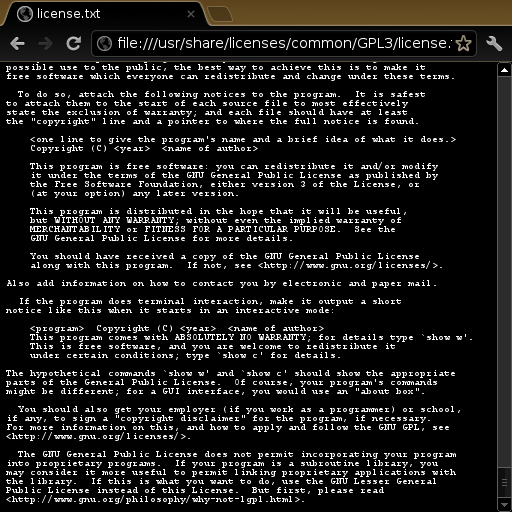 license.txt
file:///usr/share/licenses/common/GPL3/license.
possible use to the public, the best way to achieve this is to make it
free software which everyone can redistribute and change under these terms.
To do so, attach the following notices to the program.  It is safest
to attach them to the start of each source file to most effectively
state the exclusion of warranty; and each file should have at least
the "copyright" line and a pointer to where the full notice is found.
<one line to give the program's name and a brief idea of what it does.>
Copyright (C) <year>  <name of author>
This program is free software: you can redistribute it and/or modify
it under the terms of the GNU General Public License as published by
the Free Software Foundation, either version 3 of the License, or
(at your option) any later version.
This program is distributed in the hope that it will be useful,
but WITHOUT ANY WARRANTY; without even the implied warranty of
MERCHANTABILITY or FITNESS FOR A PARTICULAR PURPOSE.  See the
GNU General Public License for more details.
You should have received a copy of the GNU General Public License
along with this program.  If not, see <http://www.gnu.org/licenses/>.
Also add information on how to contact you by electronic and paper mail.
If the program does terminal interaction, make it output a short
notice like this when it starts in an interactive mode:
<program>  Copyright (C) <year>  <name of author>
This program comes with ABSOLUTELY NO WARRANTY; for details type `show w'.
This is free software, and you are welcome to redistribute it
under certain conditions; type `show c' for details.
The hypothetical commands `show w' and `show c' should show the appropriate
parts of the General Public License.  Of course, your program's commands
might be different; for a GUI interface, you would use an "about box".
You should also get your employer (if you work as a programmer) or school,
if any, to sign a "copyright disclaimer" for the program, if necessary.
For more information on this, and how to apply and follow the GNU GPL, see
<http://www.gnu.org/licenses/>.
The GNU General Public License does not permit incorporating your program
into proprietary programs.  If your program is a subroutine library, you
may consider it more useful to permit linking proprietary applications with
the library.  If this is what you want to do, use the GNU Lesser General
Public License instead of this License.  But first, please read
<http://www.gnu.org/philosophy/why-not-lgpl.html>.